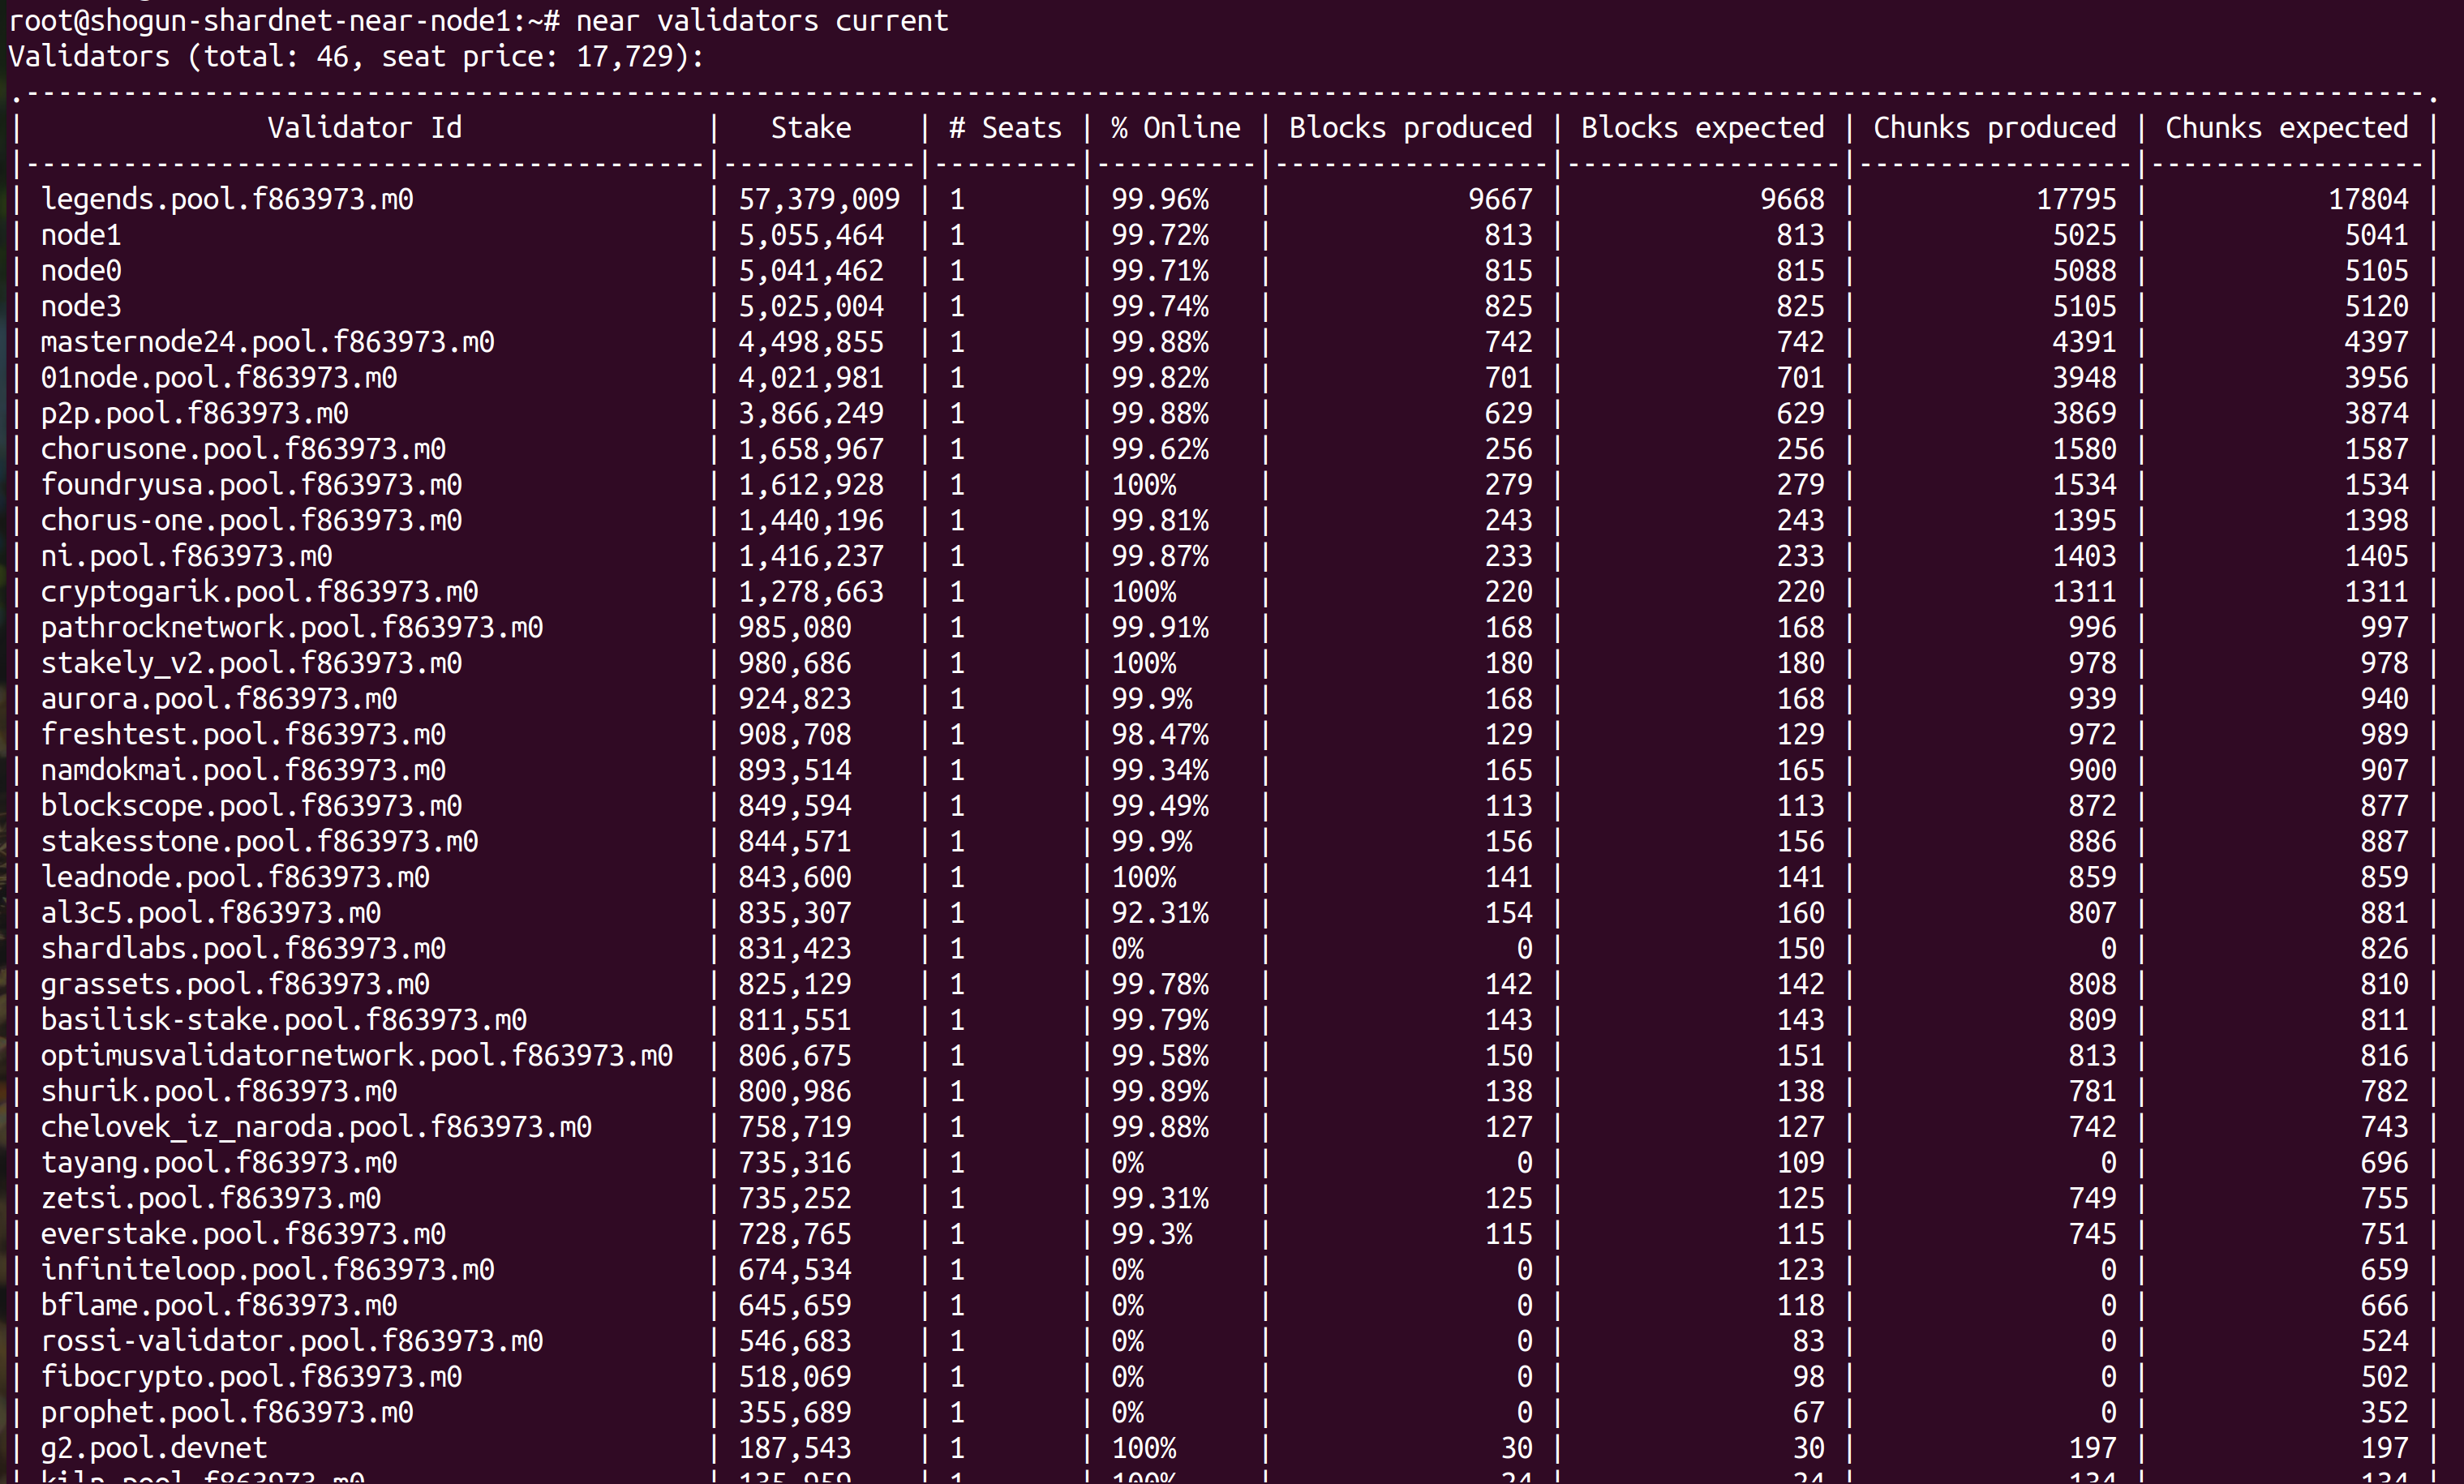 root@shogun-shardnet-near-node1:~# near validators current
Validators (total: 46, seat price: 17,729):
.-----------------------------------------------------------------------------------------------------------------------------------------------------.
| Validator Id | Stake | # Seats | % Online | Blocks produced | Blocks expected | Chunks produced | Chunks expected |
|------------------------------------------|------------|---------|----------|-----------------|-----------------|-----------------|-----------------|
| legends.pool.f863973.m0 | 57,379,009 | 1 | 99.96% | 9667 | 9668 | 17795 | 17804 |
| node1 | 5,055,464 | 1 | 99.72% | 813 | 813 | 5025 | 5041 |
| node0 | 5,041,462 | 1 | 99.71% | 815 | 815 | 5088 | 5105 |
| node3 | 5,025,004 | 1 | 99.74% | 825 | 825 | 5105 | 5120 |
| masternode24.pool.f863973.m0 | 4,498,855 | 1 | 99.88% | 742 | 742 | 4391 | 4397 |
| 01node.pool.f863973.m0 | 4,021,981 | 1 | 99.82% | 701 | 701 | 3948 | 3956 |
| p2p.pool.f863973.m0 | 3,866,249 | 1 | 99.88% | 629 | 629 | 3869 | 3874 |
| chorusone.pool.f863973.m0 | 1,658,967 | 1 | 99.62% | 256 | 256 | 1580 | 1587 |
| foundryusa.pool.f863973.m0 | 1,612,928 | 1 | 100% | 279 | 279 | 1534 | 1534 |
| chorus-one.pool.f863973.m0 | 1,440,196 | 1 | 99.81% | 243 | 243 | 1395 | 1398 |
| ni.pool.f863973.m0 | 1,416,237 | 1 | 99.87% | 233 | 233 | 1403 | 1405 |
| cryptogarik.pool.f863973.m0 | 1,278,663 | 1 | 100% | 220 | 220 | 1311 | 1311 |
| pathrocknetwork.pool.f863973.m0 | 985,080 | 1 | 99.91% | 168 | 168 | 996 | 997 |
| stakely_v2.pool.f863973.m0 | 980,686 | 1 | 100% | 180 | 180 | 978 | 978 |
| aurora.pool.f863973.m0 | 924,823 | 1 | 99.9% | 168 | 168 | 939 | 940 |
| freshtest.pool.f863973.m0 | 908,708 | 1 | 98.47% | 129 | 129 | 972 | 989 |
| namdokmai.pool.f863973.m0 | 893,514 | 1 | 99.34% | 165 | 165 | 900 | 907 |
| blockscope.pool.f863973.m0 | 849,594 | 1 | 99.49% | 113 | 113 | 872 | 877 |
| stakesstone.pool.f863973.m0 | 844,571 | 1 | 99.9% | 156 | 156 | 886 | 887 |
| leadnode.pool.f863973.m0 | 843,600 | 1 | 100% | 141 | 141 | 859 | 859 |
| al3c5.pool.f863973.m0 | 835,307 | 1 | 92.31% | 154 | 160 | 807 | 881 |
| shardlabs.pool.f863973.m0 | 831,423 | 1 | 0% | 0 | 150 | 0 | 826 |
| grassets.pool.f863973.m0 | 825,129 | 1 | 99.78% | 142 | 142 | 808 | 810 |
| basilisk-stake.pool.f863973.m0 | 811,551 | 1 | 99.79% | 143 | 143 | 809 | 811 |
| optimusvalidatornetwork.pool.f863973.m0 | 806,675 | 1 | 99.58% | 150 | 151 | 813 | 816 |
| shurik.pool.f863973.m0 | 800,986 | 1 | 99.89% | 138 | 138 | 781 | 782 |
| chelovek_iz_naroda.pool.f863973.m0 | 758,719 | 1 | 99.88% | 127 | 127 | 742 | 743 |
| tayang.pool.f863973.m0 | 735,316 | 1 | 0% | 0 | 109 | 0 | 696 |
| zetsi.pool.f863973.m0 | 735,252 | 1 | 99.31% | 125 | 125 | 749 | 755 |
| everstake.pool.f863973.m0 | 728,765 | 1 | 99.3% | 115 | 115 | 745 | 751 |
| infiniteloop.pool.f863973.m0 | 674,534 | 1 | 0% | 0 | 123 | 0 | 659 |
| bflame.pool.f863973.m0 | 645,659 | 1 | 0% | 0 | 118 | 0 | 666 |
| rossi-validator.pool.f863973.m0 | 546,683 | 1 | 0% | 0 | 83 | 0 | 524 |
| fibocrypto.pool.f863973.m0 | 518,069 | 1 | 0% | 0 | 98 | 0 | 502 |
| prophet.pool.f863973.m0 | 355,689 | 1 | 0% | 0 | 67 | 0 | 352 |
| g2.pool.devnet | 187,543 | 1 | 100% | 30 | 30 | 197 | 197 |
| 1 | 100% | 24 | 24 | 134 | 134 |